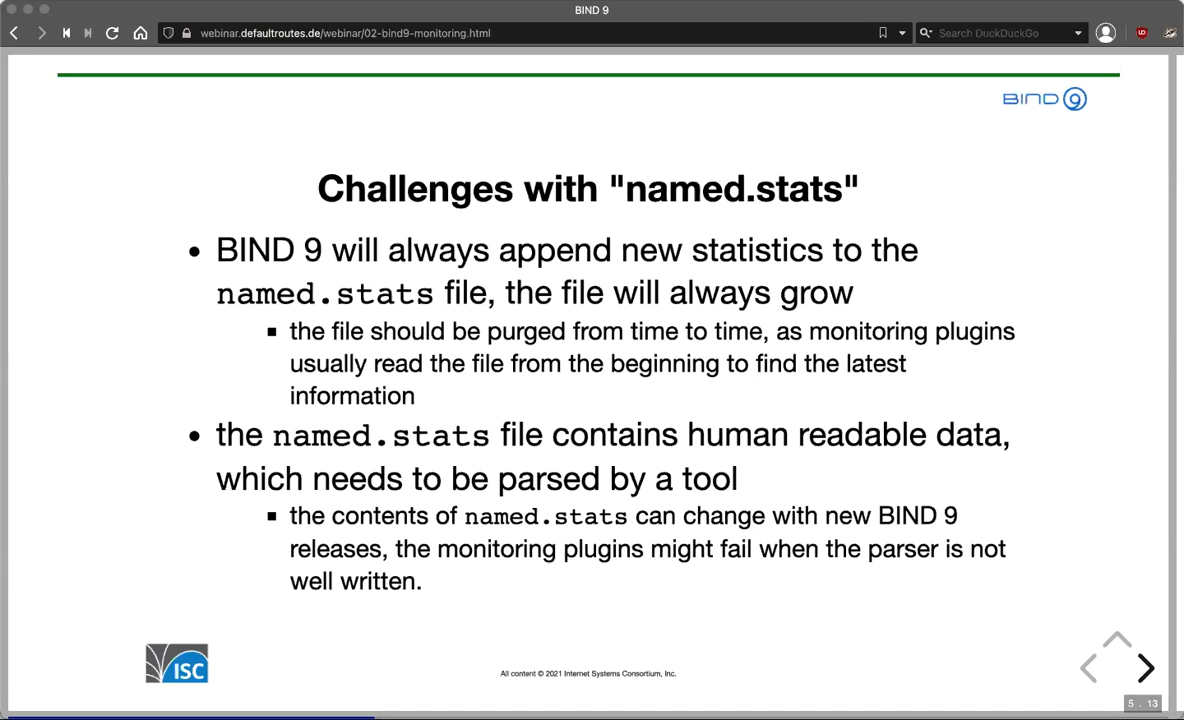 BIND 9
webinar.defaultroutes.de/webinar/02-bind9-monitoring.html
Search DuckDuckGo
BIND 9
Challenges with "named.stats"
• BIND 9 will always append new statistics to the
named.stats file, the file will always grow
▪ the file should be purged from time to time, as monitoring plugins
usually read the file from the beginning to find the latest
information
• the named.stats file contains human readable data,
which needs to be parsed by a tool
▪ the contents of named.stats can change with new BIND 9
releases, the monitoring plugins might fail when the parser is not
well written.
ISC
All content © 2021 Internet Systems Consortium, Inc.
5 . 13